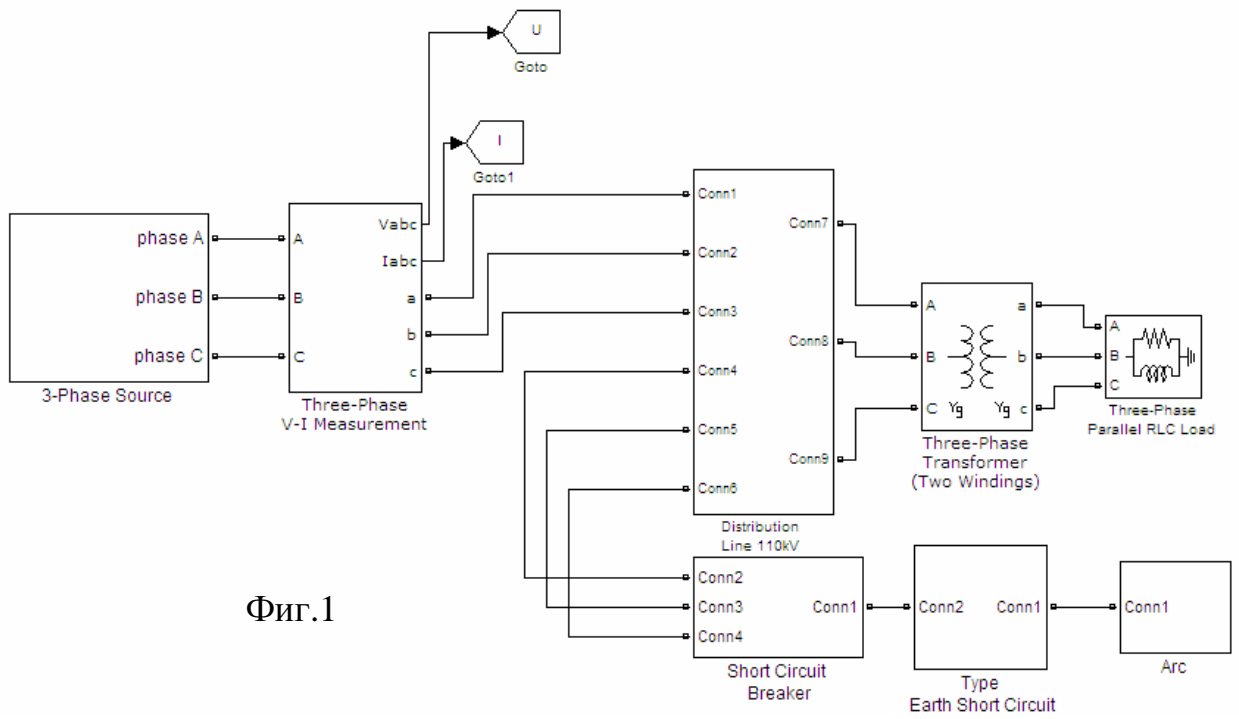 U
Goto
I
Goto1
phase A
phase B
phase C
3-Phase Source
A
B
C
Vabc
Iabc
a
b
c
Three-Phase
V-I Measurement
Conn1
Conn2
Conn3
Conn4
Conn5
Conn6
Conn7
Conn8
Conn9
Distribution
Line 110kV
A
B
C
Yg
Yg
a
b
c
Three-Phase
Transformer
(Two Windings)
A
B
C
Three-Phase
Parallel RLC Load
Conn2
Conn3
Conn4
Conn1
Short Circuit
Breaker
Conn2
Conn1
Type
Earth Short Circuit
Conn1
Arc
Фиг.1